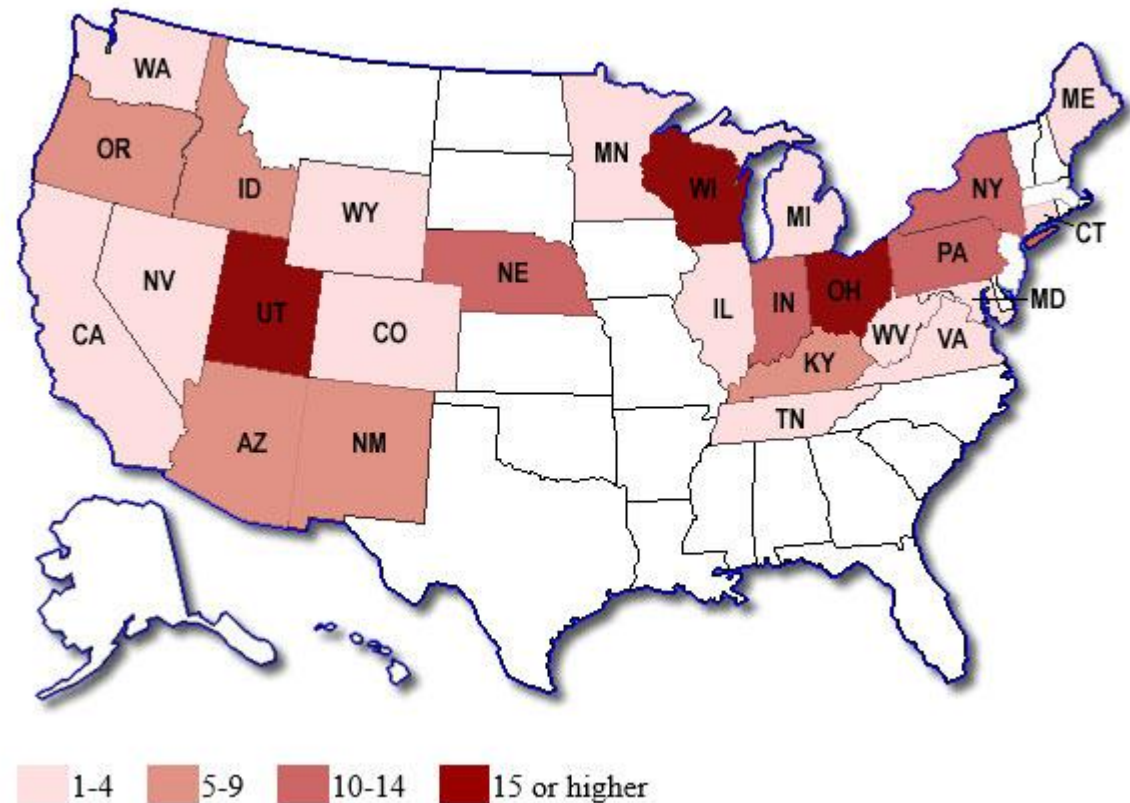 WA
ME
OR
MN
ID
WI
NY
WY
MI
CT
PA
NE
NV
OH
IN
MD
UT
IL
CA
CO
WV
VA
KY
TN
AZ
NM
1-4
5-9
10-14
15 or higher